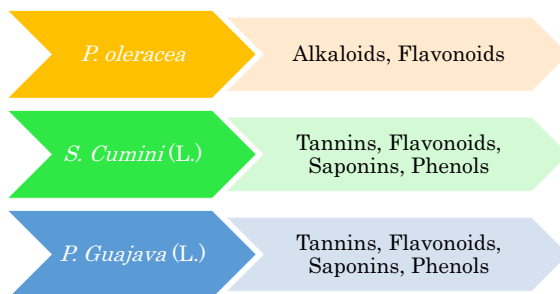 P. oleracea
Alkaloids, Flavonoids
S. Cumini (L.)
Tannins, Flavonoids,
Saponins, Phenols
P. Guajava (L.)
Tannins, Flavonoids,
Saponins, Phenols